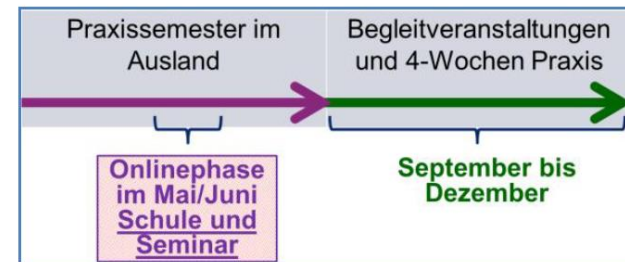 Praxissemester im
Ausland
Begleitveranstaltungen
und 4-Wochen Praxis
Onlinephase
im Mai/Juni
Schule und
Seminar
September bis
Dezember